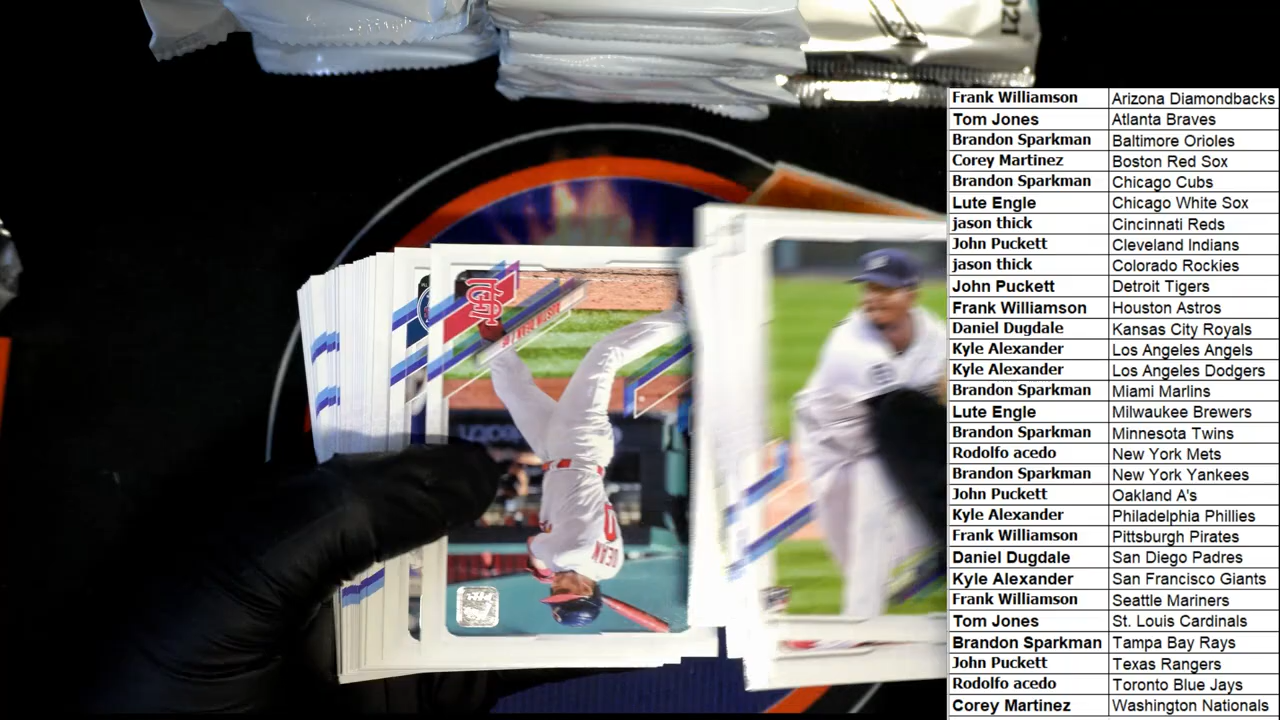 2021
Frank Williamson Arizona Diamondbacks
Tom Jones Atlanta Braves
Brandon Sparkman Baltimore Orioles
Corey Martinez Boston Red Sox
Brandon Sparkman Chicago Cubs
Lute Engle Chicago White Sox
jason thick Cincinnati Reds
John Puckett Cleveland Indians
jason thick Colorado Rockies
John Puckett Detroit Tigers
Frank Williamson Houston Astros
Daniel Dugdale Kansas City Royals
Kyle Alexander Los Angeles Angels
Kyle Alexander Los Angeles Dodgers
Brandon Sparkman Miami Marlins
Lute Engle Milwaukee Brewers
Brandon Sparkman Minnesota Twins
Rodolfo acedo New York Mets
Brandon Sparkman New York Yankees
John Puckett Oakland A's
Kyle Alexander Philadelphia Phillies
Frank Williamson Pittsburgh Pirates
Daniel Dugdale San Diego Padres
Kyle Alexander San Francisco Giants
Frank Williamson Seattle Mariners
Tom Jones St. Louis Cardinals
Brandon Sparkman Tampa Bay Rays
John Puckett Texas Rangers
Rodolfo acedo Toronto Blue Jays
Corey Martinez Washington Nationals